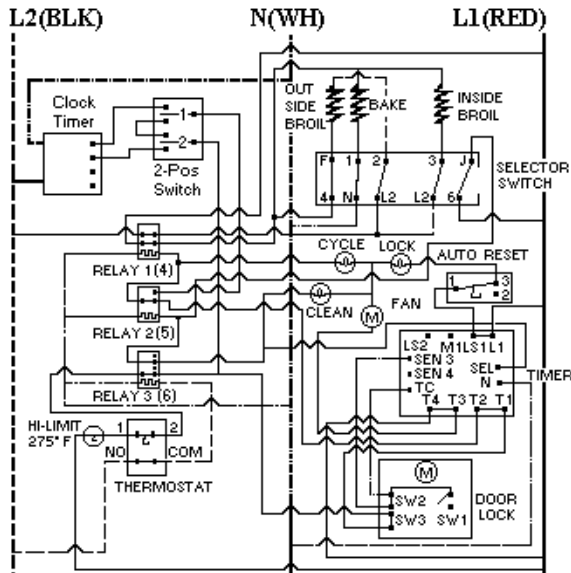 L2(BLK) N(WH) L1(RED)
Clock
Timer
1
2
2-Pos
Switch
OUT
SIDE
BROIL
BAKE
INSIDE
BROIL
F 1 2 3 J
4 N L2 L2 6
SELECTOR
SWITCH
RELAY 1(4)
CYCLE
LOCK
AUTO RESET
1 3
2
CLEAN
FAN
M
RELAY 2(5)
LS2 M1 LS1 L1
SEN 3
SEN 4
TC
SEL
N
T4 T3 T2 T1
TIMER
RELAY 3(6)
HI-LIMIT
275° F
1 2
NO COM
THERMOSTAT
M
SW2
SW3 SW1
DOOR
LOCK